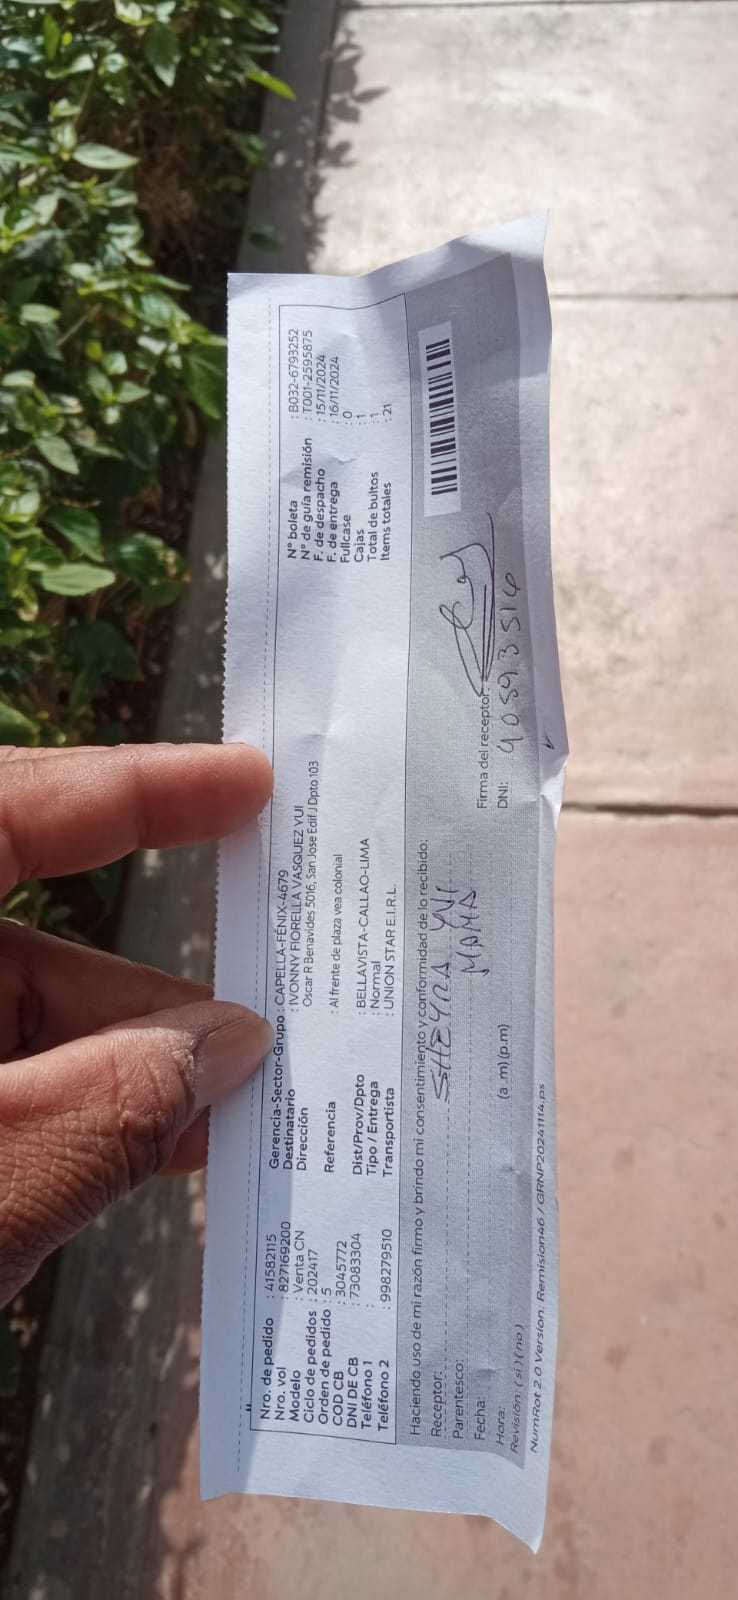 Nro. de pedido : 41582115
Nro. vol : 827169200
Modelo : Venta CN
Ciclo de pedidos : 202417
Orden de pedido : 5
COD CB : 3045772
DNI DE CB : 73083304
Teléfono 1 :
Teléfono 2 : 998279510
Gerencia-Sector-Grupo : CAPELLA-FÉNIX-4679
Destinatario : IVONNY FIORELLA VASQUEZ YUI
Dirección Oscar R Benavides 5016, San Jose Edif J Dpto 103
Referencia : Al frente de plaza vea colonial
Dist/Prov/Dpto : BELLAVISTA-CALLAO-LIMA
Tipo / Entrega : Normal
Transportista : UNION STAR E.I.R.L.
N° boleta : B032-6793252
N° de guía remisión : T001-2595875
F. de despacho : 15/11/2024
F. de entrega : 16/11/2024
Fullcase : 0
Cajas : 1
Total de bultos : 1
Items totales : 21
Haciendo uso de mi razón firmo y brindo mi consentimiento y conformidad de lo recibido.
Receptor: SHEYRA YUI
Parentesco: MAMA
Fecha:
Hora: (a.m) (p.m)
Revisión: ( si ) ( no )
Firma del receptor:
DNI: 40593516
NumRot 2.0 Version. Remision46 / GRNP20241114.ps